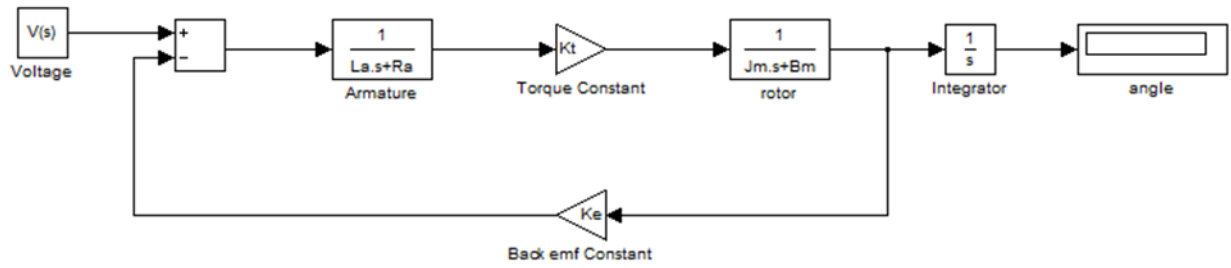 V(s)
Voltage
+
−
1
La.s+Ra
Armature
Kt
Torque Constant
1
Jm.s+Bm
rotor
1
s
Integrator
angle
Ke
Back emf Constant